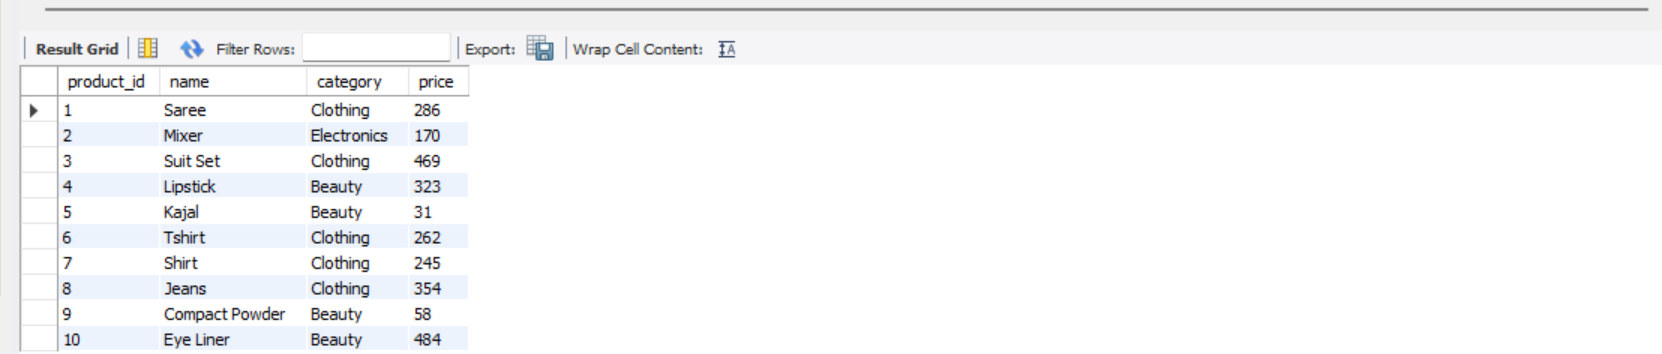 Result Grid Filter Rows: Export: Wrap Cell Content: IA
product_id name category price
1 Saree Clothing 286
2 Mixer Electronics 170
3 Suit Set Clothing 469
4 Lipstick Beauty 323
5 Kajal Beauty 31
6 Tshirt Clothing 262
7 Shirt Clothing 245
8 Jeans Clothing 354
9 Compact Powder Beauty 58
10 Eye Liner Beauty 484